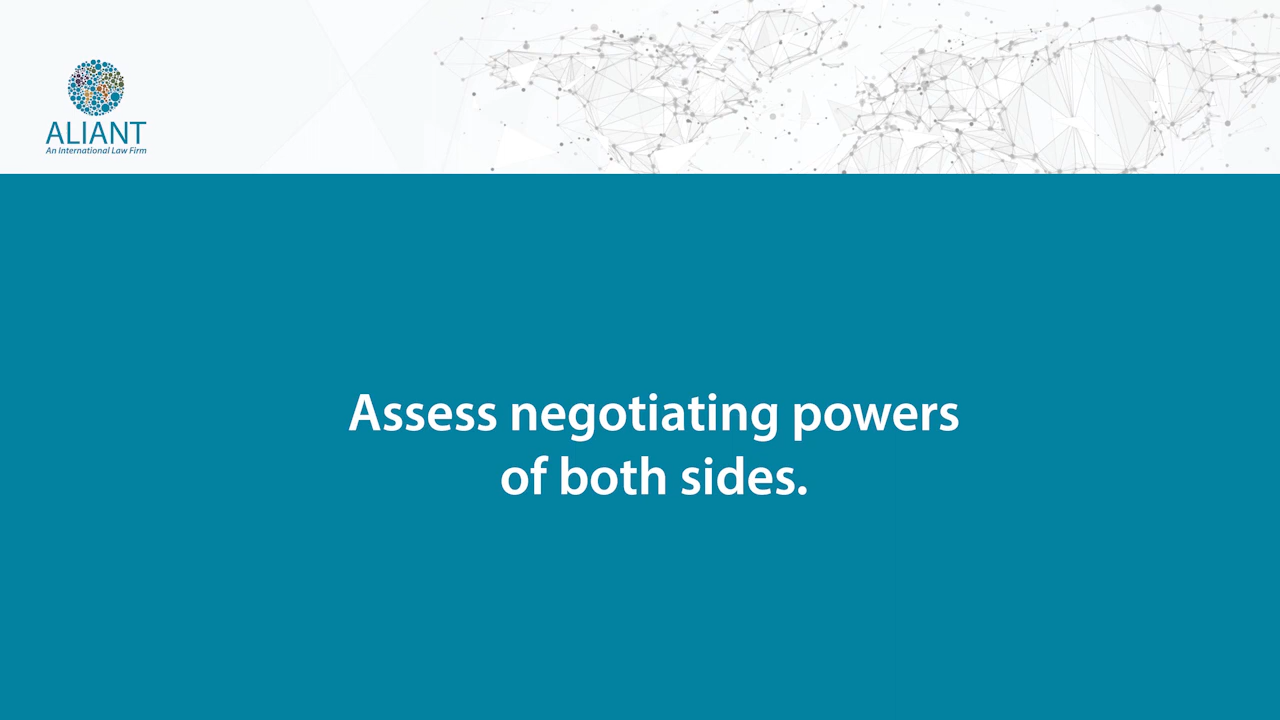 ALIANT
An International Law Firm
Assess negotiating powers
of both sides.